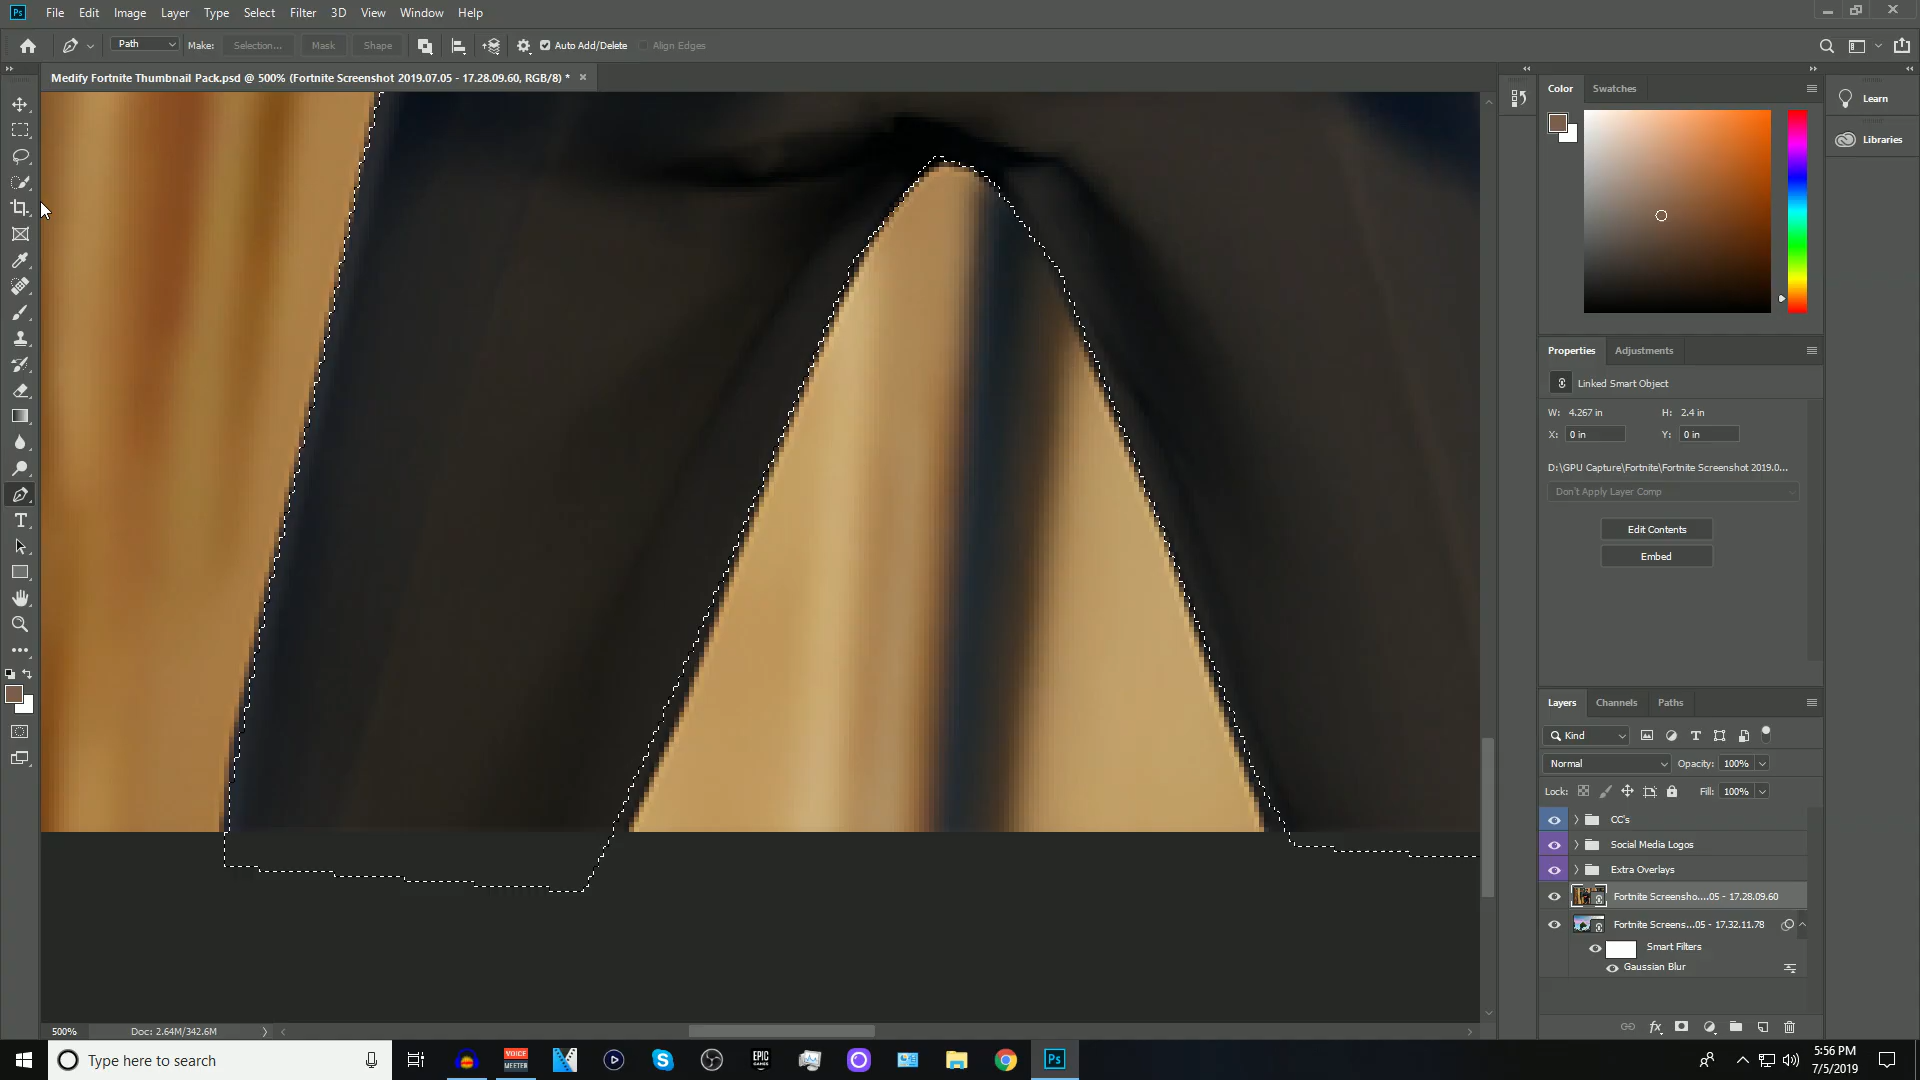 Ps File Edit Image Layer Type Select Filter 3D View Window Help
Path Make: Selection... Mask Shape Auto Add/Delete Align Edges
Medify Fortnite Thumbnail Pack.psd @ 500% (Fortnite Screenshot 2019.07.05 - 17.28.09.60, RGB/8) *
Color Swatches
Learn
Libraries
Properties Adjustments
Linked Smart Object
W: 4.267 in H: 2.4 in
X: 0 in Y: 0 in
D:\GPU Capture\Fortnite\Fortnite Screenshot 2019.0...
Don't Apply Layer Comp
Edit Contents
Embed
Layers Channels Paths
Kind
Normal Opacity: 100%
Lock: Fill: 100%
CC's
Social Media Logos
Extra Overlays
Fortnite Screensho....05 - 17.28.09.60
Fortnite Screens...05 - 17.32.11.78
Smart Filters
Gaussian Blur
500% Doc: 2.64M/342.6M
Type here to search
VOICE MEETER
EPIC GAMES
Ps
5:56 PM
7/5/2019